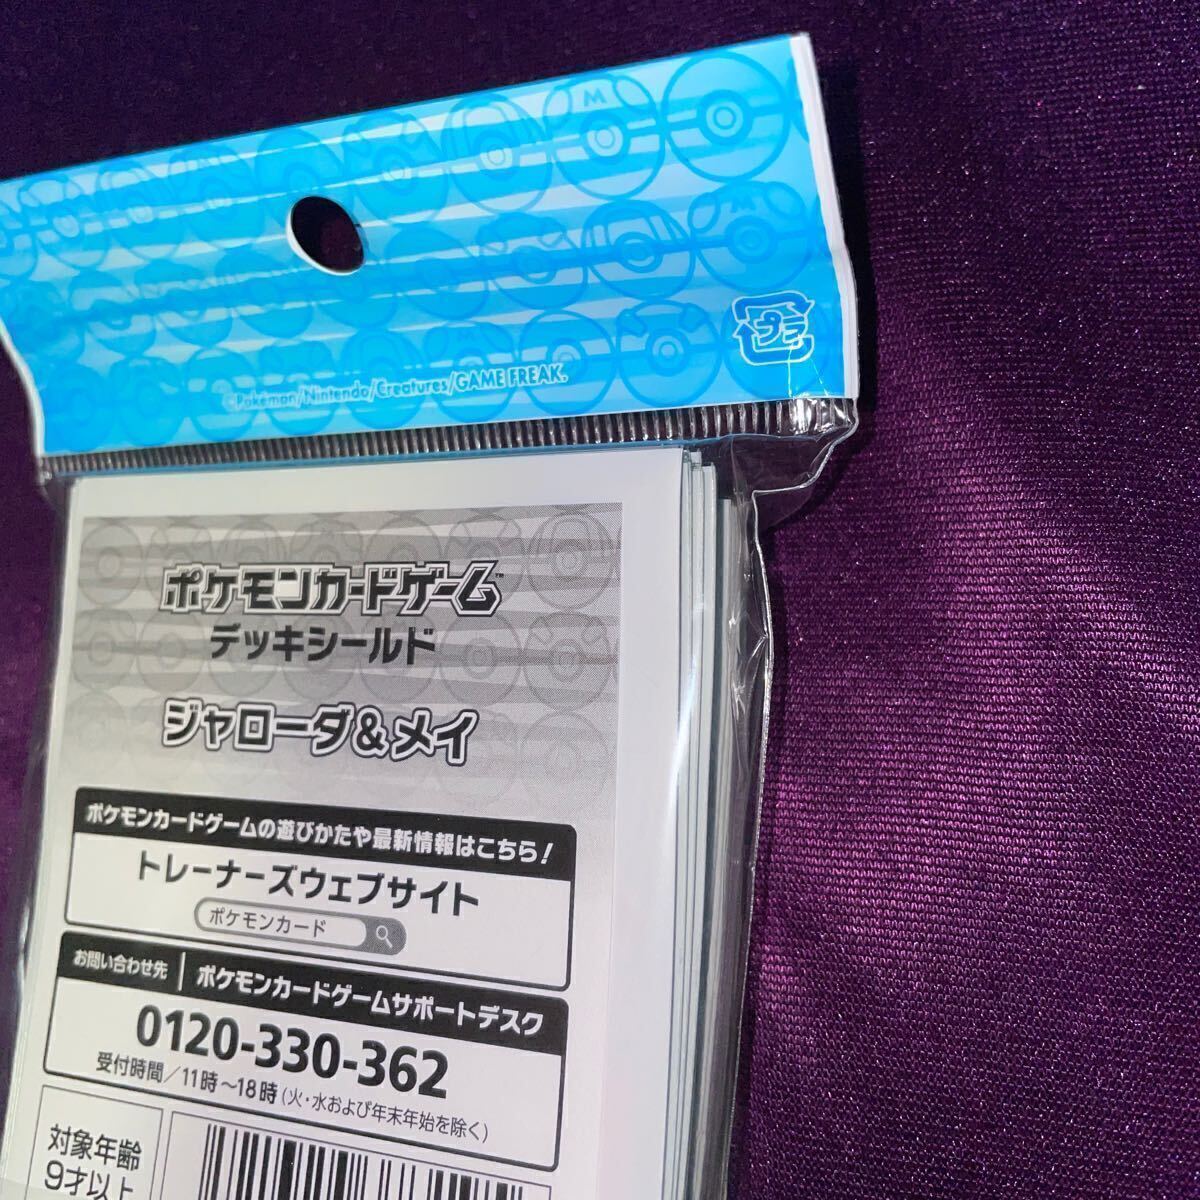 M
M
プラ
©Pokémon/Nintendo/Creatures/GAME FREAK.
ポケモンカードゲーム™
デッキシールド
ジャローダ&メイ
ポケモンカードゲームの遊びかたや最新情報はこちら!
トレーナーズウェブサイト
ポケモンカード
お問い合わせ先 | ポケモンカードゲームサポートデスク
0120-330-362
受付時間/11時〜18時(火・水および年末年始を除く)
対象年齢
9才以上